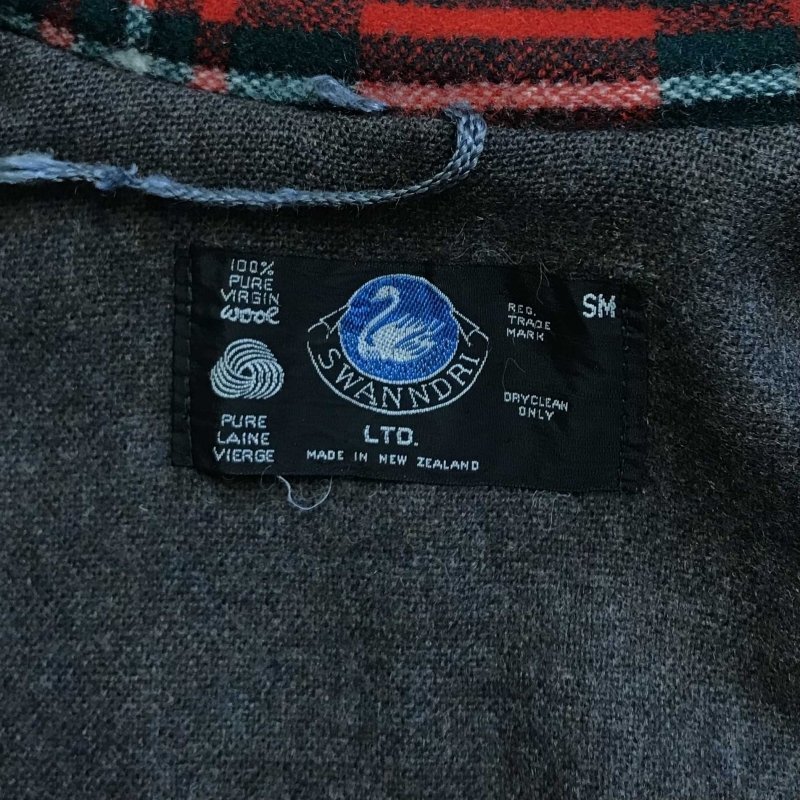 100%
PURE
VIRGIN
wool
PURE
LAINE
VIERGE
SWANNDRI
LTD.
MADE IN NEW ZEALAND
REG.
TRADE
MARK
SM
DRYCLEAN
ONLY